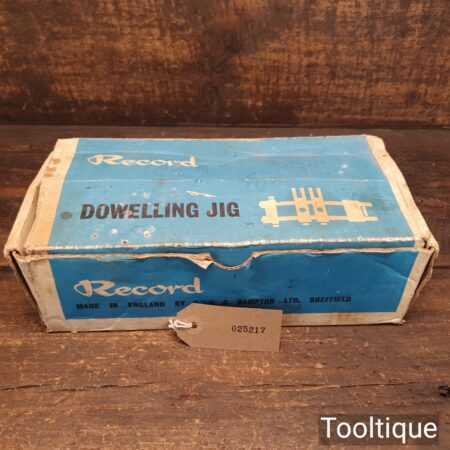 Record
DOWELLING JIG
Record
MADE IN ENGLAND BY & HAMPTON LTD. SHEFFIELD
025217
Tooltique